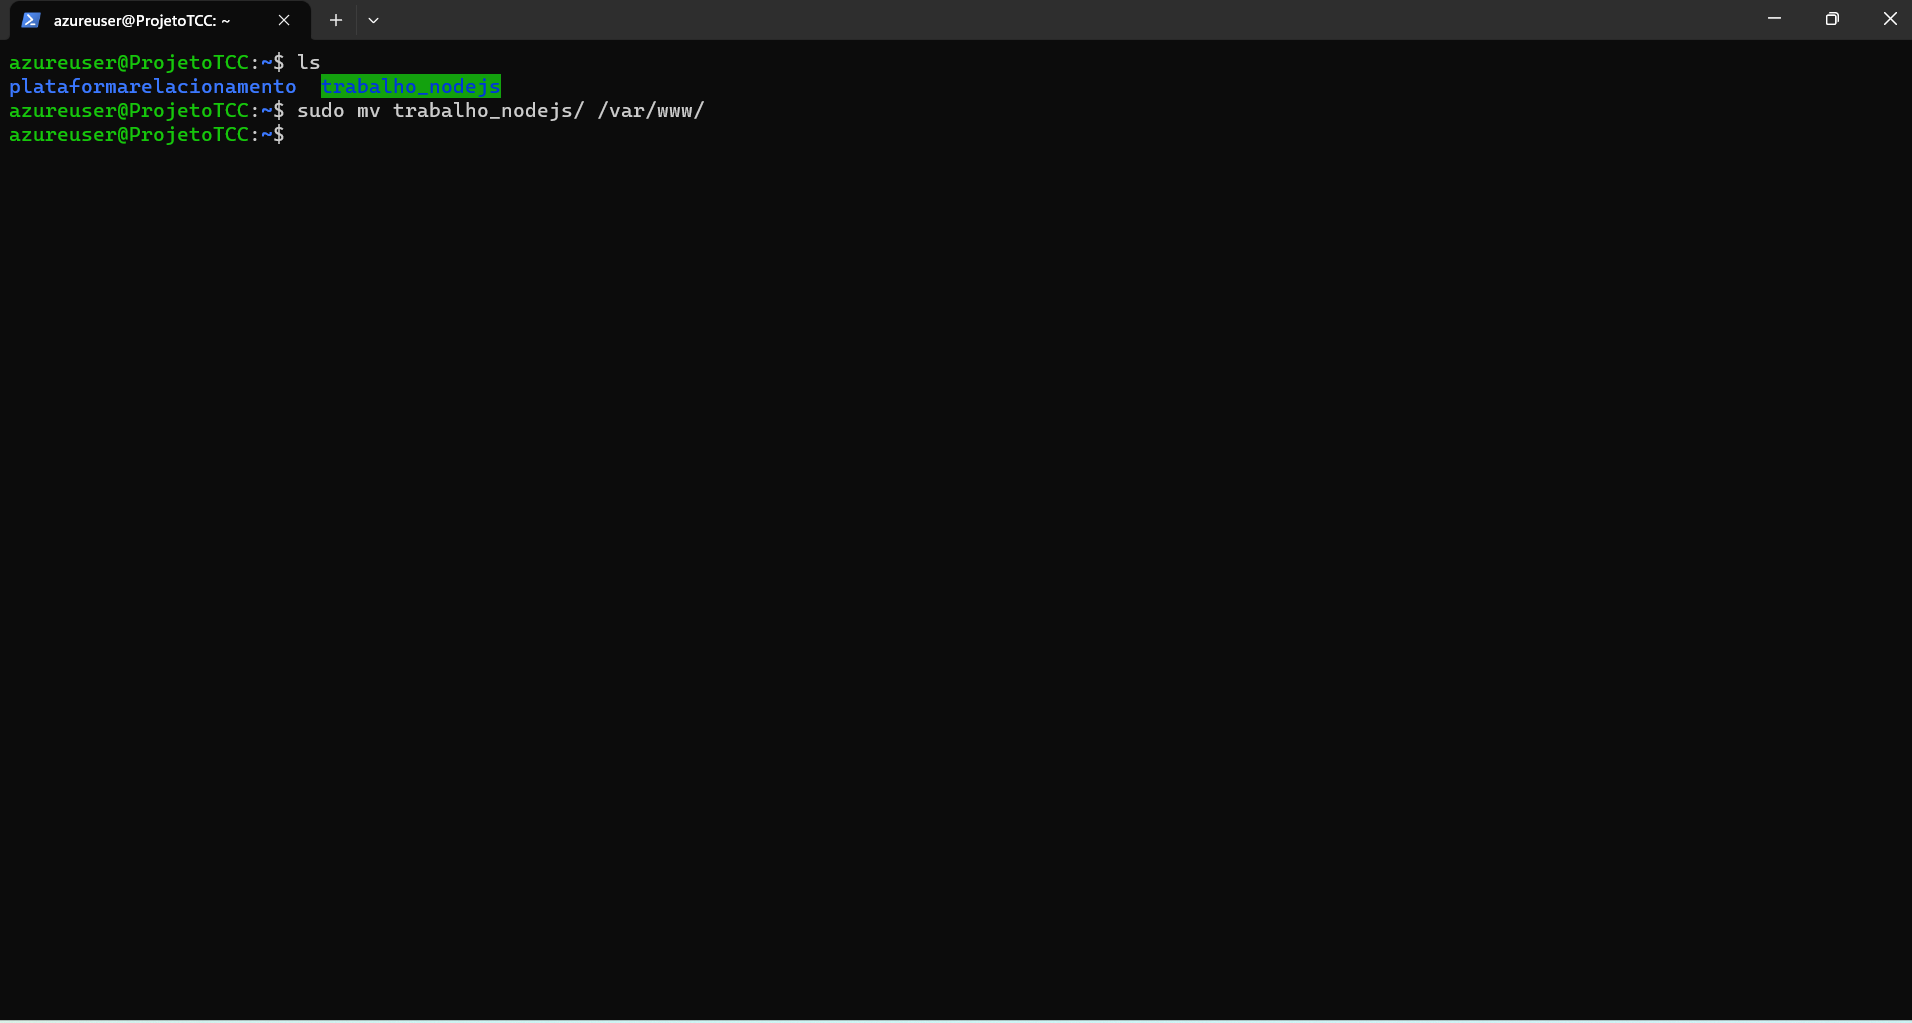 azureuser@ProjetoTCC: ~
azureuser@ProjetoTCC:~$ ls
plataformarelacionamento  trabalho_nodejs
azureuser@ProjetoTCC:~$ sudo mv trabalho_nodejs/ /var/www/
azureuser@ProjetoTCC:~$